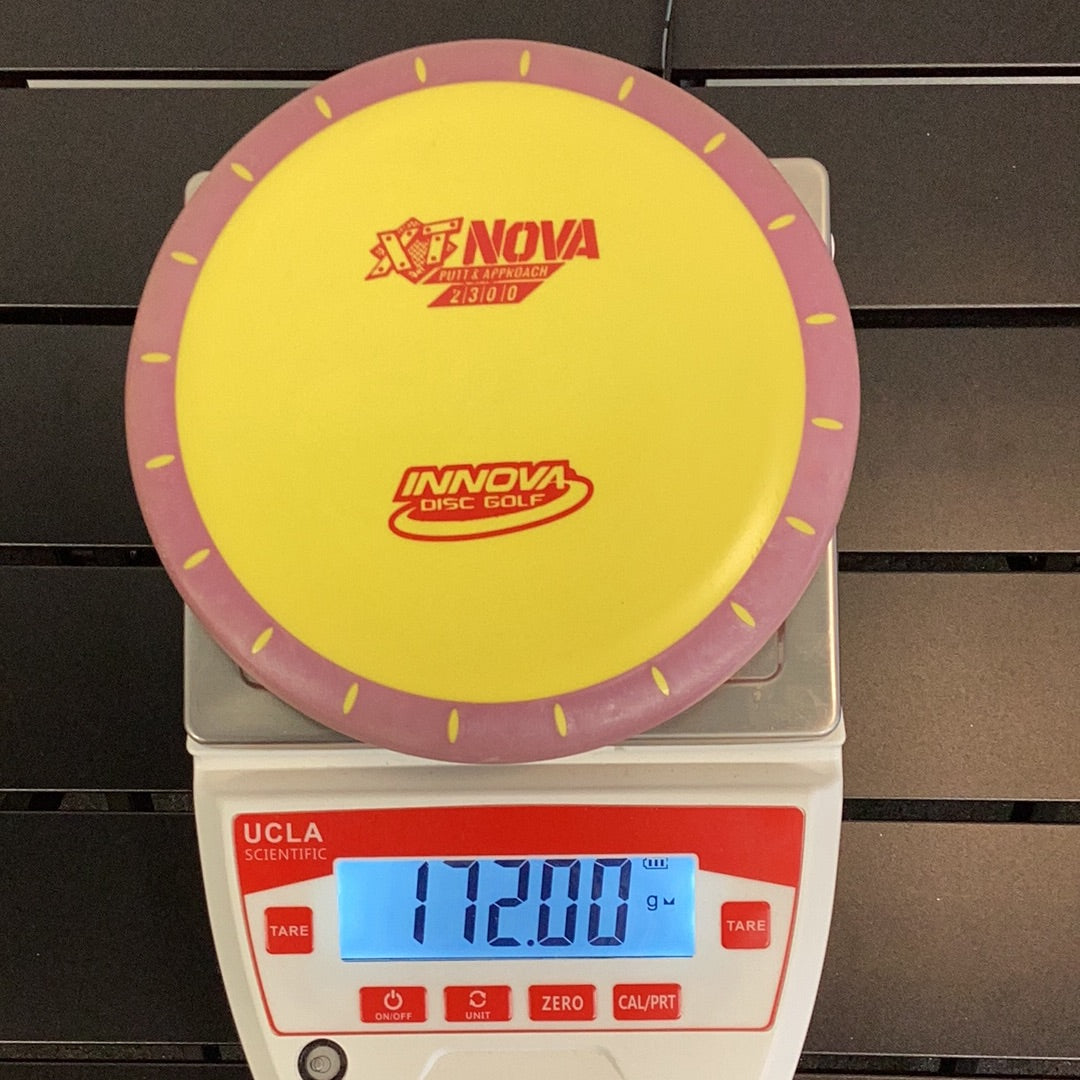 XT NOVA
PUTT & APPROACH
2|3|0|0
INNOVA
DISC GOLF
UCLA
SCIENTIFIC
172.00 g
TARE
TARE
ON/OFF
UNIT
ZERO
CAL/PRT